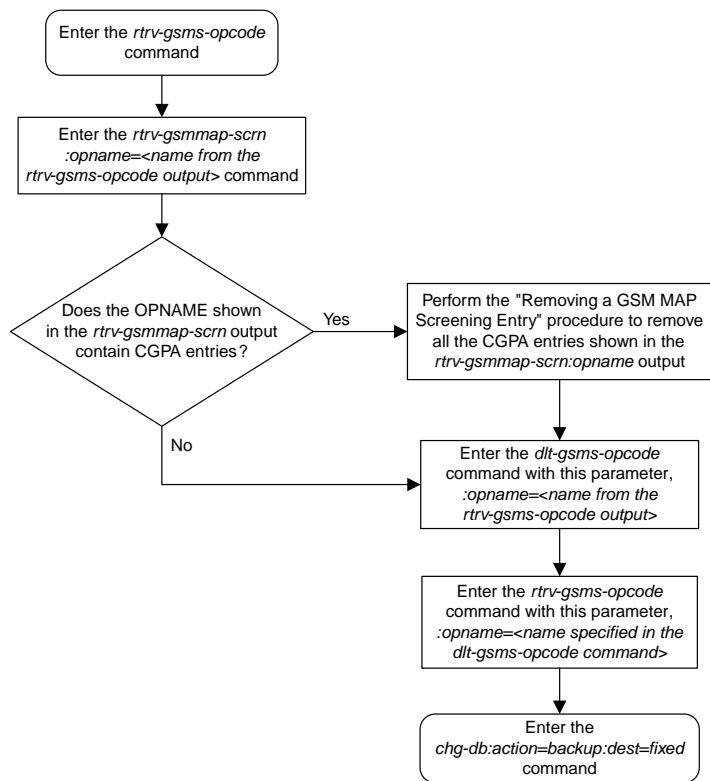 Enter the rtrv-gsms-opcode
command
Enter the rtrv-gsmmap-scrn
:opname=<name from the
rtrv-gsms-opcode output> command
Does the OPNAME shown
in the rtrv-gsmmap-scrn output
contain CGPA entries?
Yes
Perform the "Removing a GSM MAP
Screening Entry" procedure to remove
all the CGPA entries shown in the
rtrv-gsmmap-scrn:opname output
No
Enter the dlt-gsms-opcode
command with this parameter,
:opname=<name from the
rtrv-gsms-opcode output>
Enter the rtrv-gsms-opcode
command with this parameter,
:opname=<name specified in the
dlt-gsms-opcode command>
Enter the
chg-db:action=backup:dest=fixed
command